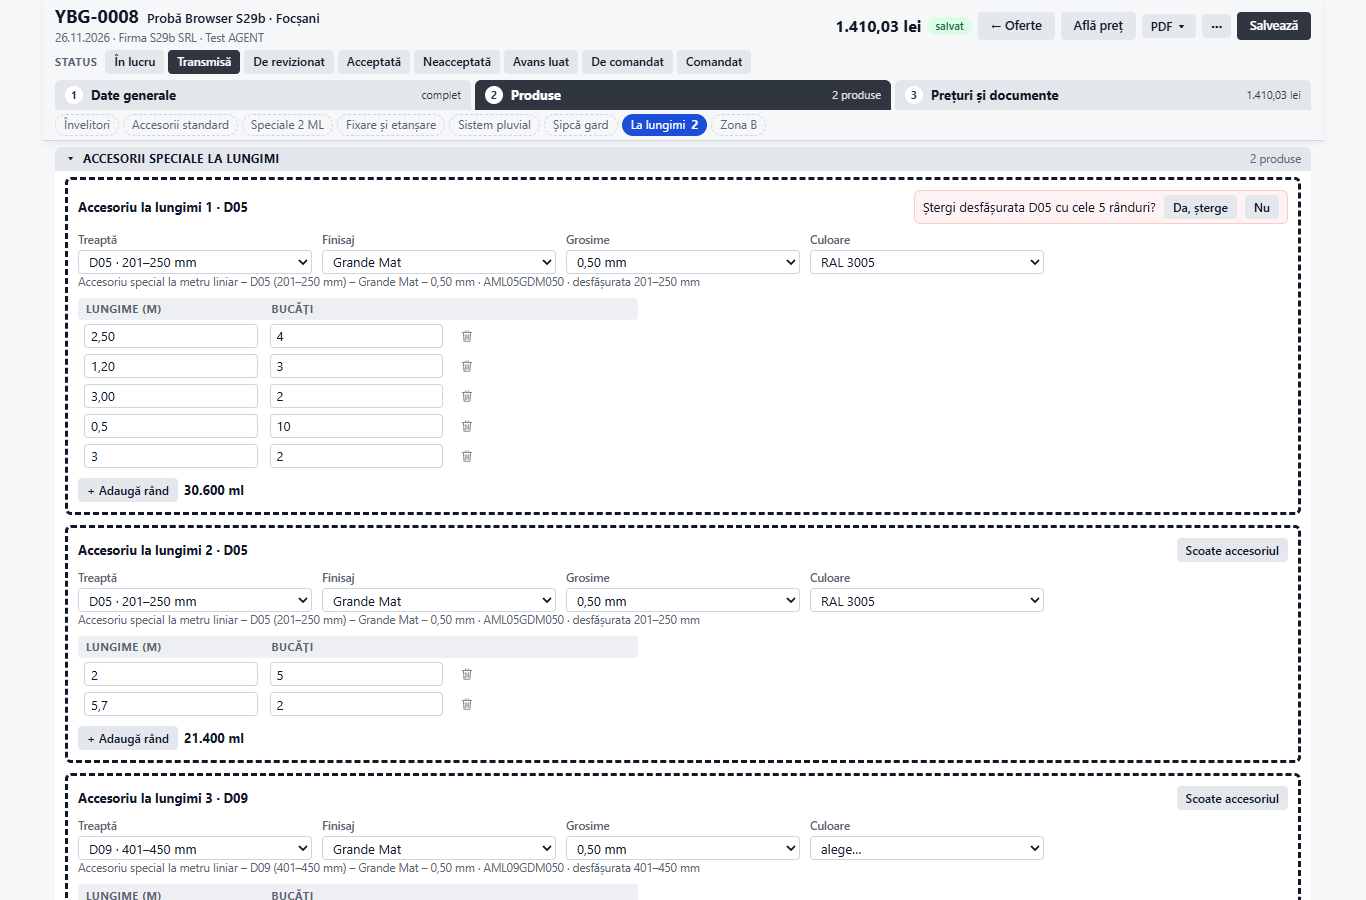 YBG-0008 Probă Browser S29b · Focșani
26.11.2026 · Firma S29b SRL · Test AGENT
1.410,03 lei salvat ← Oferte Află preț PDF ▾ ... Salvează
STATUS În lucru Transmisă De revizionat Acceptată Neacceptată Avans luat De comandat Comandat
1 Date generale complet
2 Produse 2 produse
3 Prețuri și documente 1.410,03 lei
Învelitori Accesorii standard Speciale 2 ML Fixare și etanșare Sistem pluvial Șipcă gard La lungimi 2 Zona B
▾ ACCESORII SPECIALE LA LUNGIMI 2 produse
Accesoriu la lungimi 1 · D05 Ștergi desfășurata D05 cu cele 5 rânduri? Da, șterge Nu
Treaptă Finisaj Grosime Culoare
D05 · 201–250 mm Grande Mat 0,50 mm RAL 3005
Accesoriu special la metru liniar – D05 (201–250 mm) – Grande Mat – 0,50 mm · AML05GDM050 · desfășurata 201–250 mm
LUNGIME (M) BUCĂȚI
2,50 4
1,20 3
3,00 2
0,5 10
3 2
+ Adaugă rând 30.600 ml
Accesoriu la lungimi 2 · D05 Scoate accesoriul
Treaptă Finisaj Grosime Culoare
D05 · 201–250 mm Grande Mat 0,50 mm RAL 3005
Accesoriu special la metru liniar – D05 (201–250 mm) – Grande Mat – 0,50 mm · AML05GDM050 · desfășurata 201–250 mm
LUNGIME (M) BUCĂȚI
2 5
5,7 2
+ Adaugă rând 21.400 ml
Accesoriu la lungimi 3 · D09 Scoate accesoriul
Treaptă Finisaj Grosime Culoare
D09 · 401–450 mm Grande Mat 0,50 mm alege...
Accesoriu special la metru liniar – D09 (401–450 mm) – Grande Mat – 0,50 mm · AML09GDM050 · desfășurata 401–450 mm
LUNGIME (M) BUCĂȚI